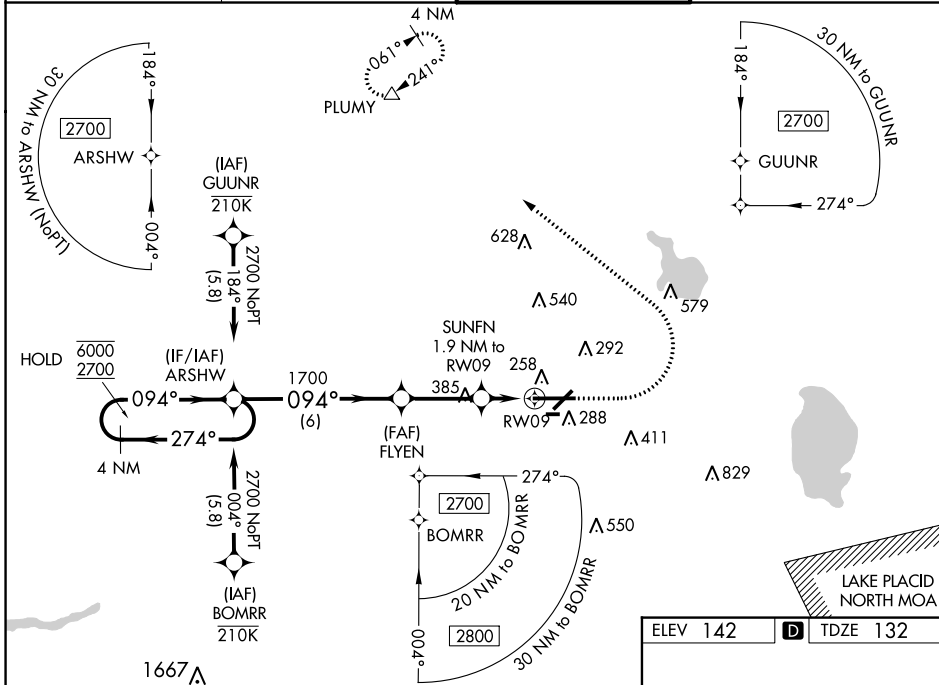 4 NM
061°
241°
PLUMY
184°
30 NM to ARSHW (NoPT)
2700
ARSHW
004°
184°
30 NM to GUUNR
2700
GUUNR
274°
(IAF)
GUUNR
210K
2700 NoPT
184°
(5.8)
628
579
540
SUNFN
1.9 NM to
RW09
292
HOLD
6000
2700
(IF/IAF)
ARSHW
094°
1700
094°
(6)
385
258
RW09
288
274°
4 NM
(FAF)
FLYEN
411
829
2700 NoPT
004°
(5.8)
274°
2700
BOMRR
20 NM to BOMRR
550
(IAF)
BOMRR
210K
004°
2800
30 NM to BOMRR
LAKE PLACID
NORTH MOA
1667
ELEV 142 D TDZE 132